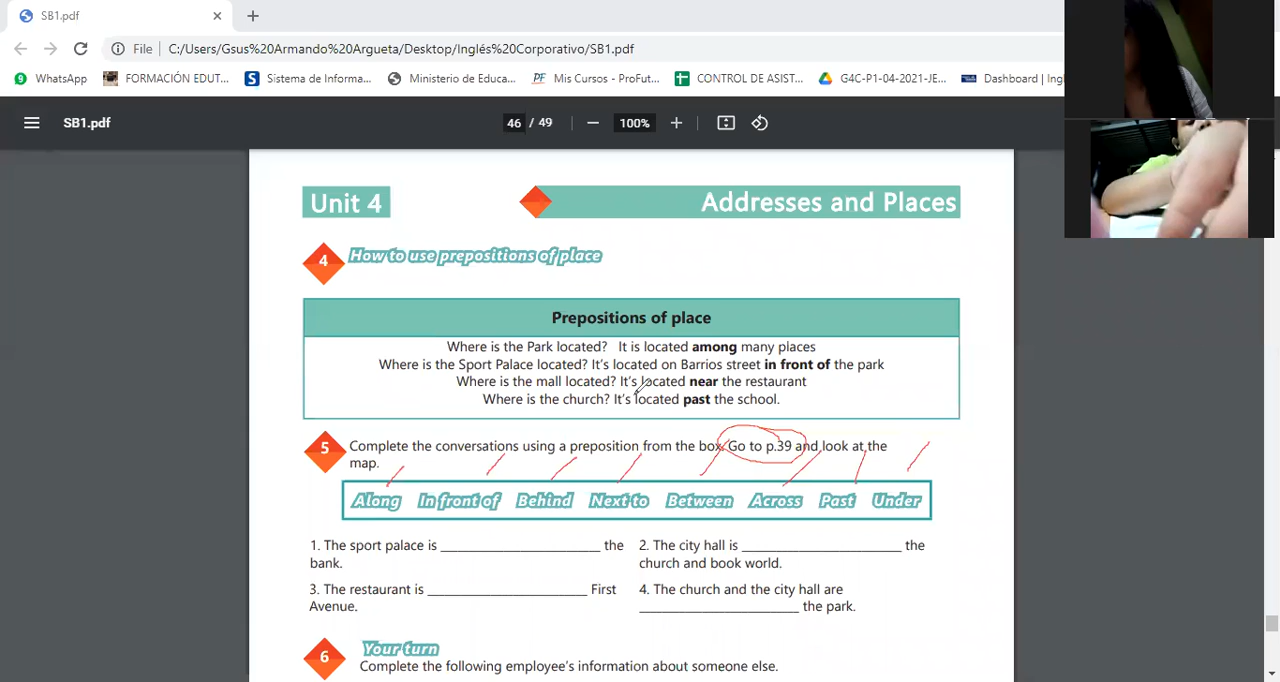 SB1.pdf
File C:/Users/Gsus%20Armando%20Argueta/Desktop/Inglés%20Corporativo/SB1.pdf
WhatsApp FORMACIÓN EDUT... Sistema de Informa... Ministerio de Educa... Mis Cursos - ProFut... CONTROL DE ASIST... G4C-P1-04-2021-JE... Dashboard | Ingl
SB1.pdf 46 / 49 100%
Unit 4 Addresses and Places
4 How to use prepositions of place
Prepositions of place
Where is the Park located? It is located among many places
Where is the Sport Palace located? It's located on Barrios street in front of the park
Where is the mall located? It's located near the restaurant
Where is the church? It's located past the school.
5 Complete the conversations using a preposition from the box. Go to p.39 and look at the
map.
Along In front of Behind Next to Between Across Past Under
1. The sport palace is ______________________ the
bank.
2. The city hall is ______________________ the
church and book world.
3. The restaurant is ______________________ First
Avenue.
4. The church and the city hall are
______________________ the park.
6 Your turn
Complete the following employee's information about someone else.